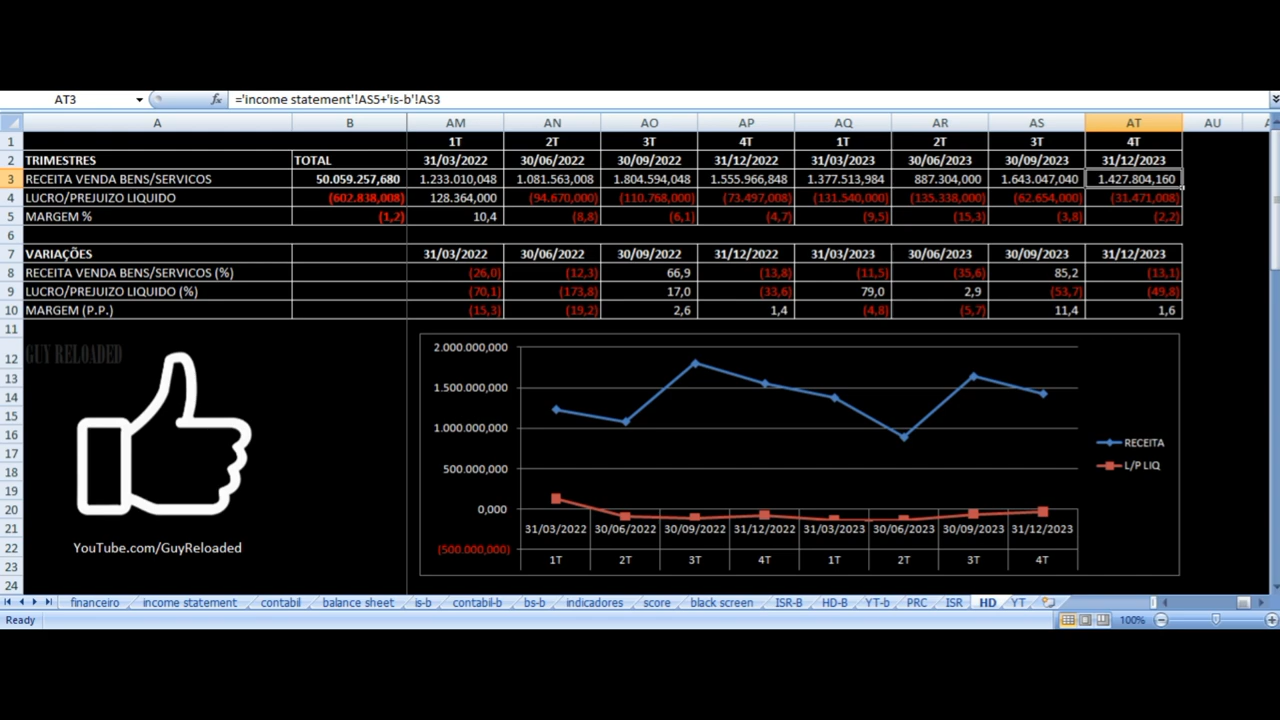 AT3 fx ='income statement'!AS5+'is-b'!AS3
A B AM AN AO AP AQ AR AS AT AU
1 1T 2T 3T 4T 1T 2T 3T 4T
2 TRIMESTRES TOTAL 31/03/2022 30/06/2022 30/09/2022 31/12/2022 31/03/2023 30/06/2023 30/09/2023 31/12/2023
3 RECEITA VENDA BENS/SERVICOS 50.059.257,680 1.233.010,048 1.081.563,008 1.804.594,048 1.555.966,848 1.377.513,984 887.304,000 1.643.047,040 1.427.804,160
4 LUCRO/PREJUIZO LIQUIDO (602.838,008) 128.364,000 (94.670,000) (110.768,000) (73.497,008) (131.540,000) (135.338,000) (62.654,000) (31.471,008)
5 MARGEM % (1,2) 10,4 (8,8) (6,1) (4,7) (9,5) (15,3) (3,8) (2,2)
6
7 VARIAÇÕES 31/03/2022 30/06/2022 30/09/2022 31/12/2022 31/03/2023 30/06/2023 30/09/2023 31/12/2023
8 RECEITA VENDA BENS/SERVICOS (%) (26,0) (12,3) 66,9 (13,8) (11,5) (35,6) 85,2 (13,1)
9 LUCRO/PREJUIZO LIQUIDO (%) (70,1) (173,8) 17,0 (33,6) 79,0 2,9 (53,7) (49,8)
10 MARGEM (P.P.) (15,3) (19,2) 2,6 1,4 (4,8) (5,7) 11,4 1,6
11
12 GUY RELOADED
13
14
15
16
17
18
19
20
21
22 YouTube.com/GuyReloaded
23
24
2.000.000,000
1.500.000,000
1.000.000,000
500.000,000
0,000
(500.000,000)
31/03/2022 30/06/2022 30/09/2022 31/12/2022 31/03/2023 30/06/2023 30/09/2023 31/12/2023
1T 2T 3T 4T 1T 2T 3T 4T
RECEITA
L/P LIQ
financeiro income statement contabil balance sheet is-b contabil-b bs-b indicadores score black screen ISR-B HD-B YT-b PRC ISR HD YT
Ready 100%